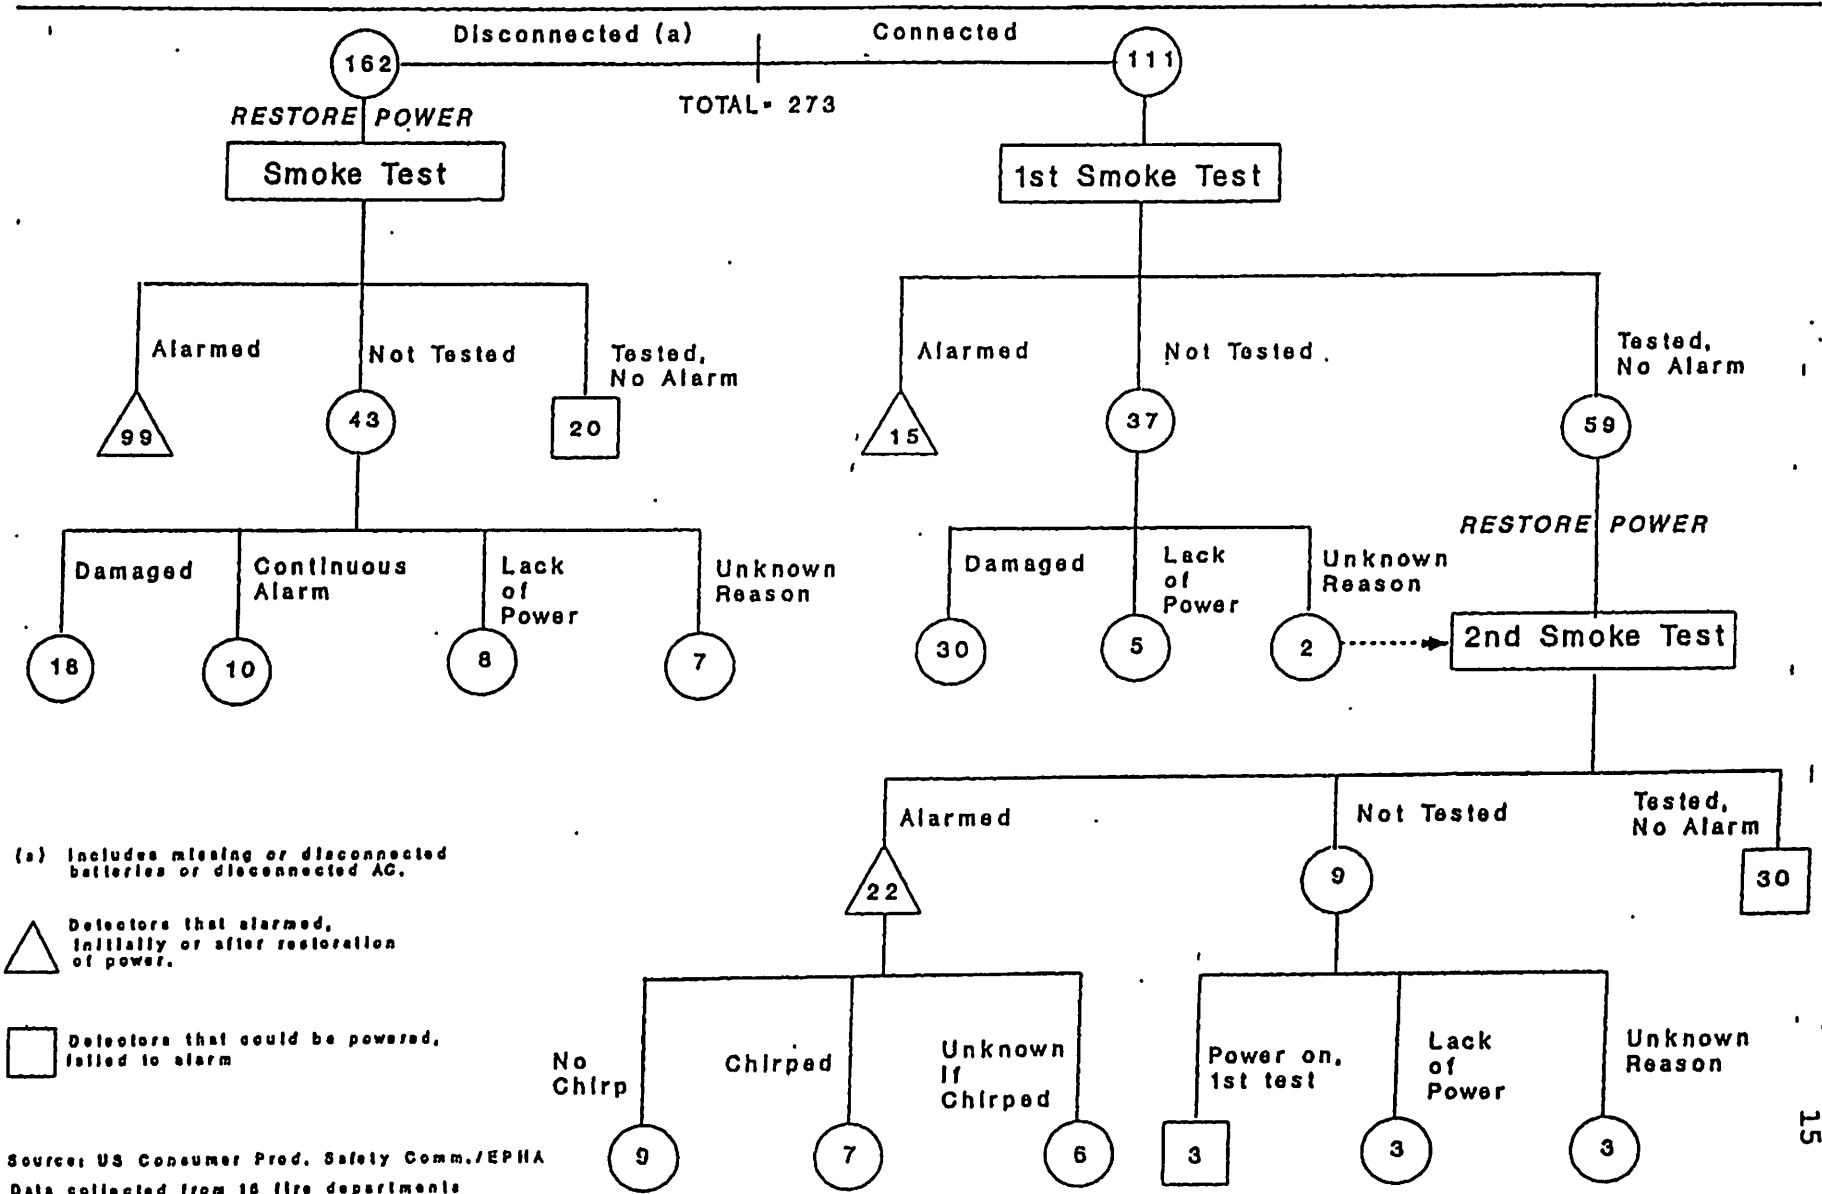 Disconnected (a) Connected
162 111
TOTAL= 273
RESTORE POWER
Smoke Test
1st Smoke Test
Alarmed
Not Tested
Tested,
No Alarm
99
43
20
Alarmed
Not Tested
Tested,
No Alarm
15
37
59
Damaged
Continuous
Alarm
Lack
of
Power
Unknown
Reason
18
10
8
7
Damaged
Lack
of
Power
Unknown
Reason
30
5
2
RESTORE POWER
2nd Smoke Test
Alarmed
Not Tested
Tested,
No Alarm
22
9
30
No
Chirp
Chirped
Unknown
If
Chirped
9
7
6
Power on,
1st test
Lack
of
Power
Unknown
Reason
3
3
3
(a) Includes missing or disconnected
batteries or disconnected AC.
Detectors that alarmed,
Initially or after restoration
of power.
Detectors that could be powered,
failed to alarm
Source: US Consumer Prod. Safety Comm./EPHA
Data collected from 16 fire departments
15